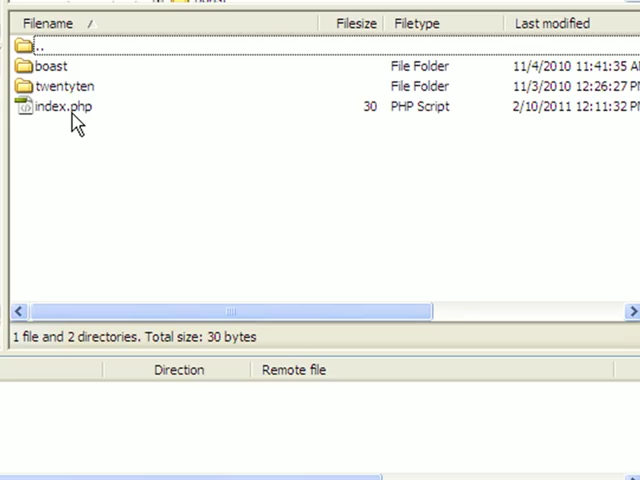 Filename / Filesize Filetype Last modified
..
boast File Folder 11/4/2010 11:41:35 A
twentyten File Folder 11/3/2010 12:26:27 P
index.php 30 PHP Script 2/10/2011 12:11:32 P
1 file and 2 directories. Total size: 30 bytes
Direction Remote file